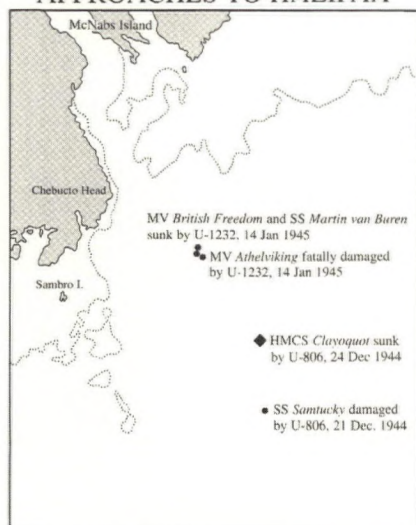 APPROACHES TO HALIFAX
McNabs Island
Chebucto Head
MV British Freedom and SS Martin van Buren
sunk by U-1232, 14 Jan 1945
MV Athelviking fatally damaged
by U-1232, 14 Jan 1945
Sambro I.
HMCS Clayoquot sunk
by U-806, 24 Dec 1944
SS Samtucky damaged
by U-806, 21 Dec. 1944